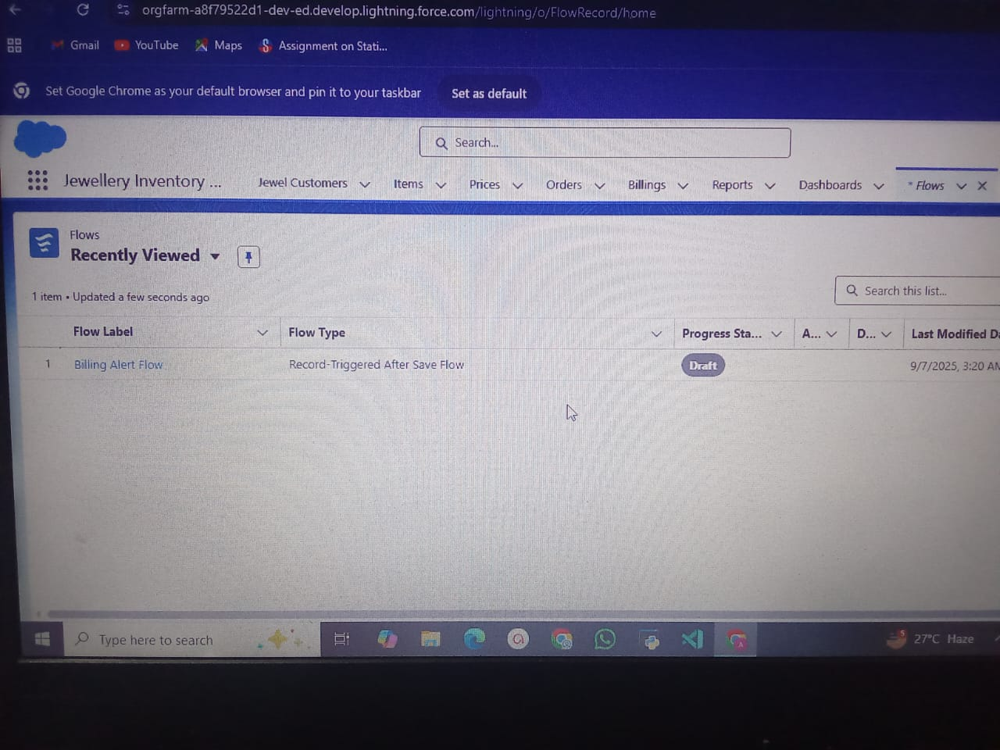 orgfarm-a8f79522d1-dev-ed.develop.lightning.force.com/lightning/o/FlowRecord/home
Gmail YouTube Maps Assignment on Stati...
Set Google Chrome as your default browser and pin it to your taskbar Set as default
Search...
Jewellery Inventory ... Jewel Customers Items Prices Orders Billings Reports Dashboards * Flows
Flows
Recently Viewed
1 item • Updated a few seconds ago Search this list...
Flow Label Flow Type Progress Sta... A... D... Last Modified Da
1 Billing Alert Flow Record-Triggered After Save Flow Draft 9/7/2025, 3:20 AM
Type here to search 5 27°C Haze